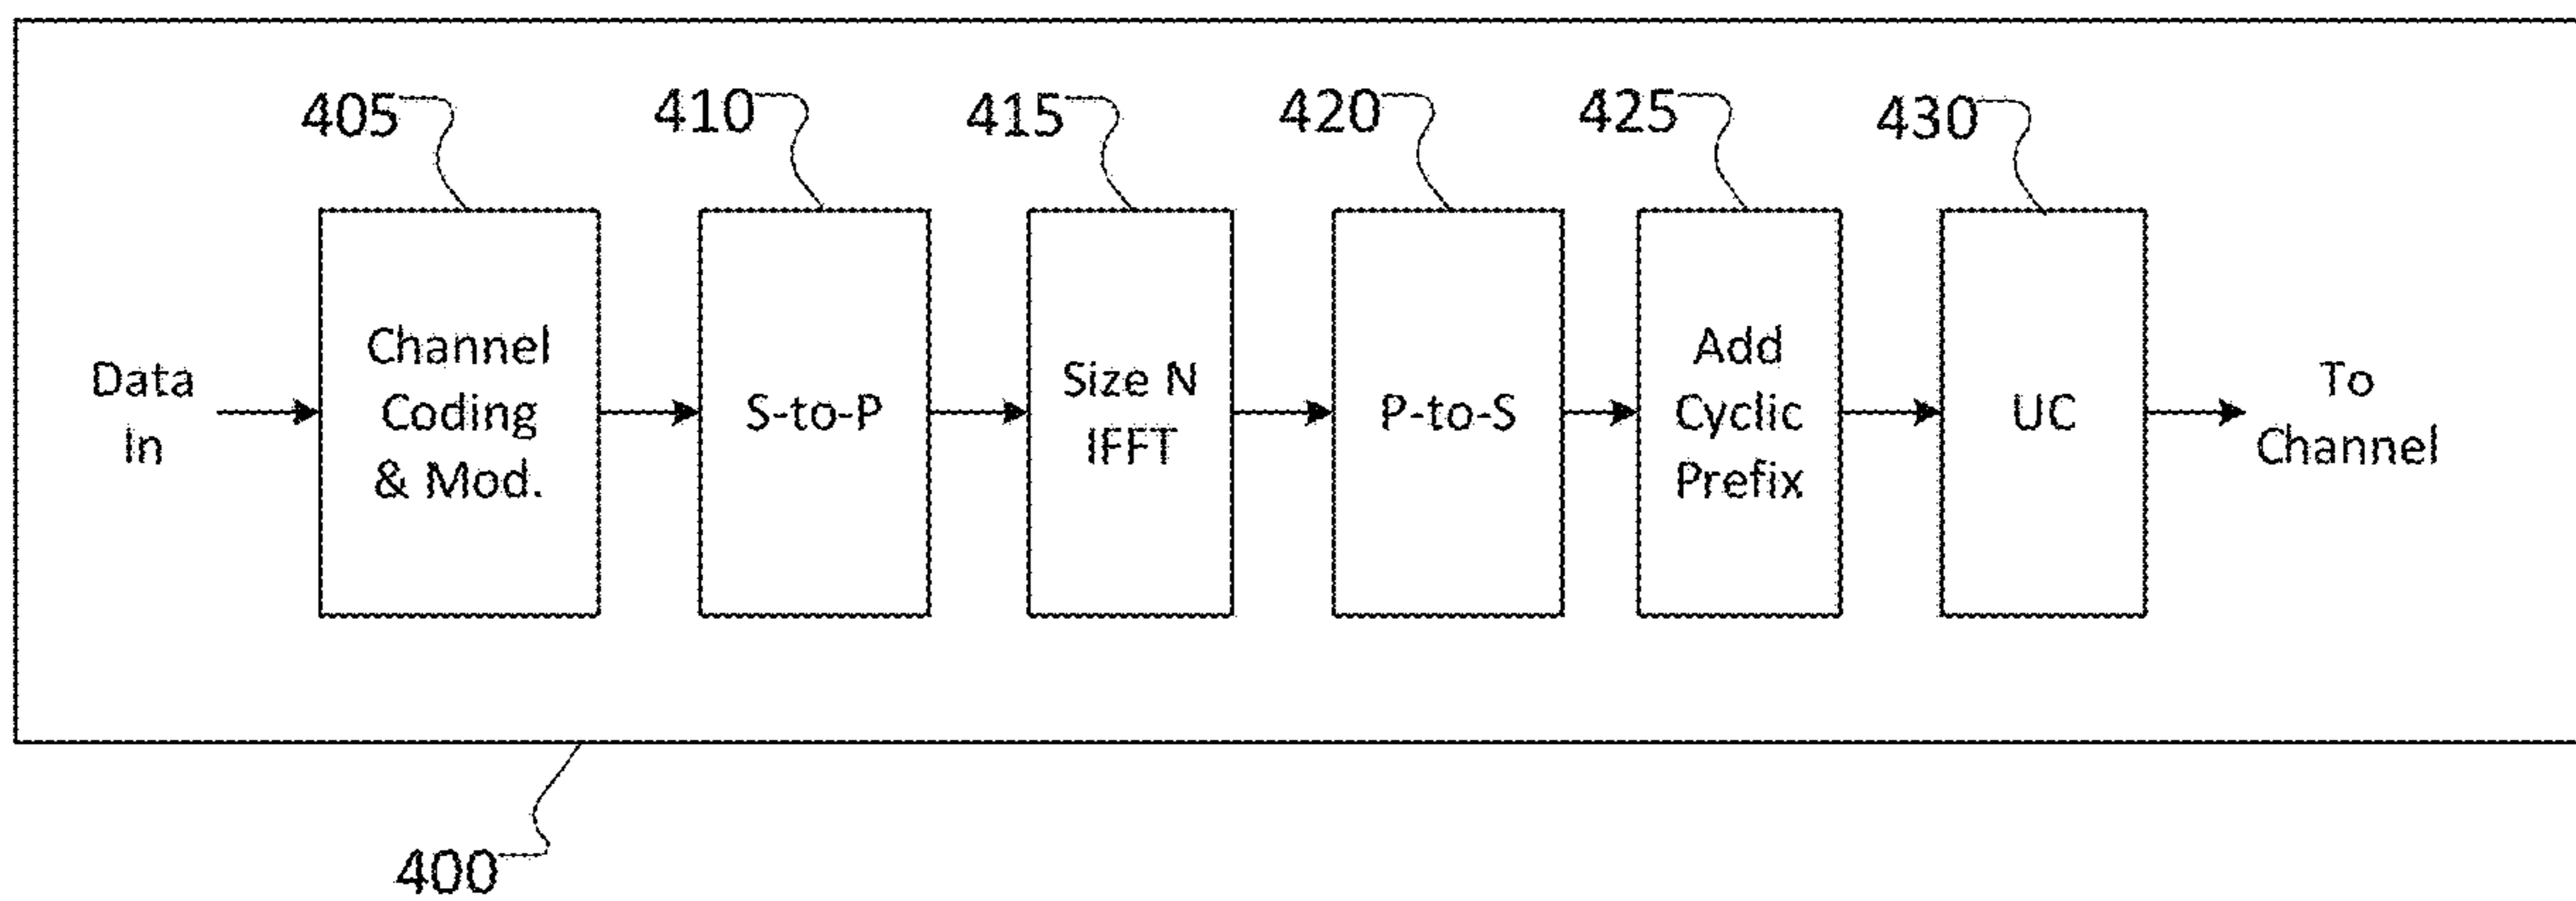 405
410
415
420
425
430
Data
In
Channel
Coding
& Mod.
S-to-P
Size N
IFFT
P-to-S
Add
Cyclic
Prefix
UC
To
Channel
400